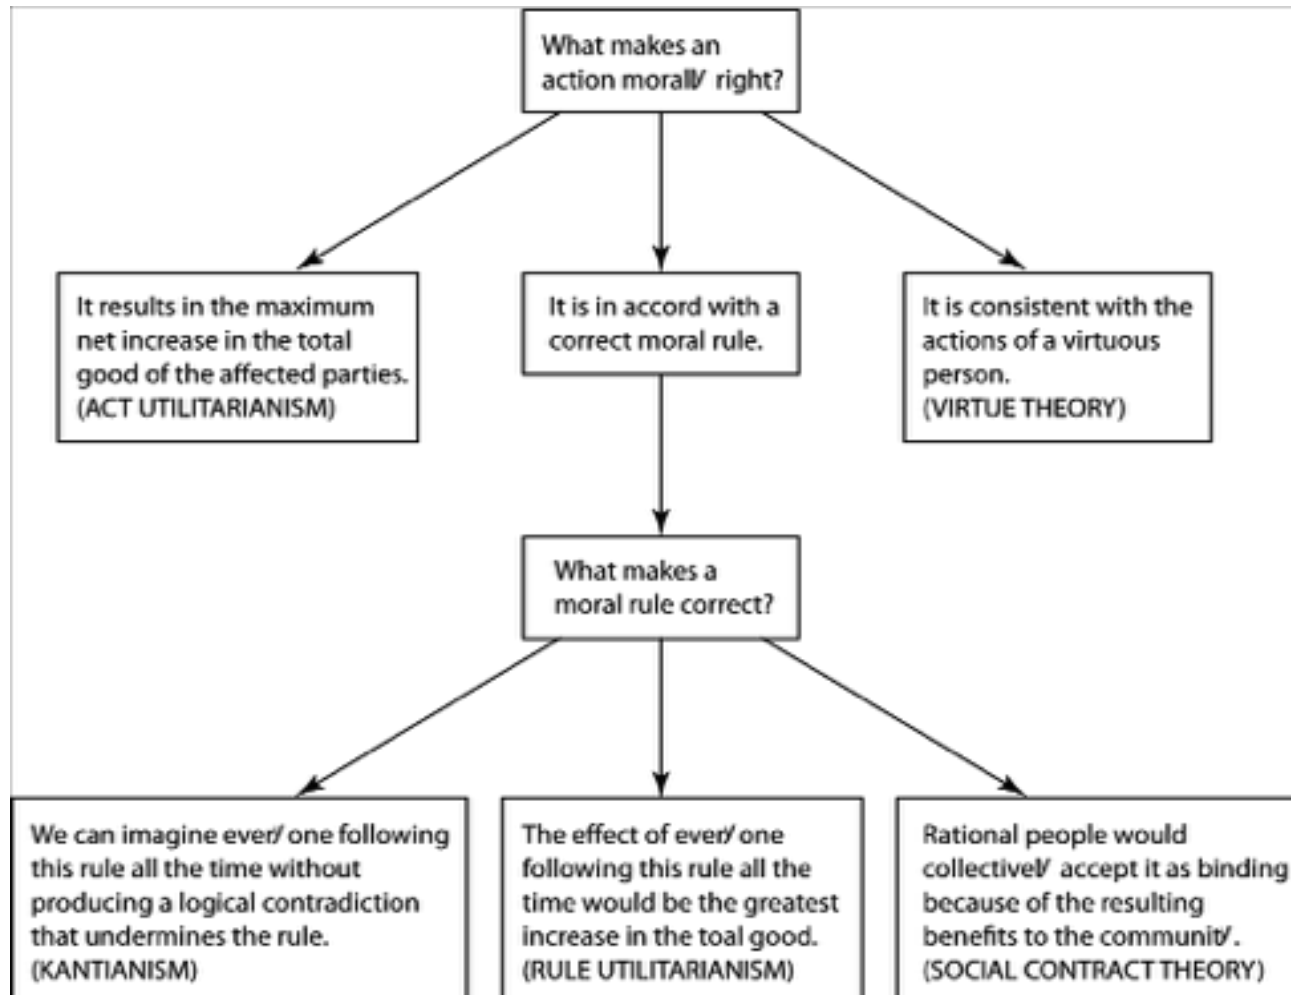 What makes an
action morally right?
It results in the maximum
net increase in the total
good of the affected parties.
(ACT UTILITARIANISM)
It is in accord with a
correct moral rule.
It is consistent with the
actions of a virtuous
person.
(VIRTUE THEORY)
What makes a
moral rule correct?
We can imagine every one following
this rule all the time without
producing a logical contradiction
that undermines the rule.
(KANTIANISM)
The effect of every one
following this rule all the
time would be the greatest
increase in the toal good.
(RULE UTILITARIANISM)
Rational people would
collectively accept it as binding
because of the resulting
benefits to the community.
(SOCIAL CONTRACT THEORY)